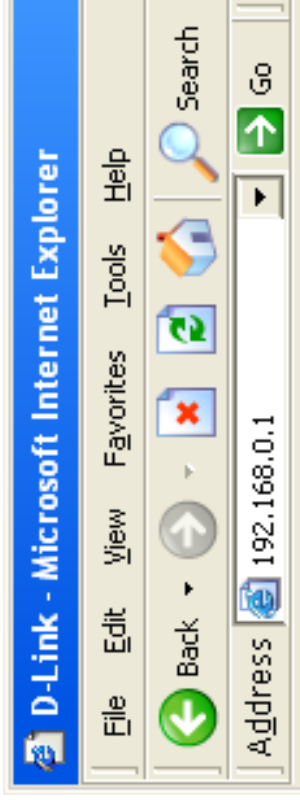 D-Link - Microsoft Internet Explorer
File Edit View Favorites Tools Help
Back Search
Address 192.168.0.1 Go